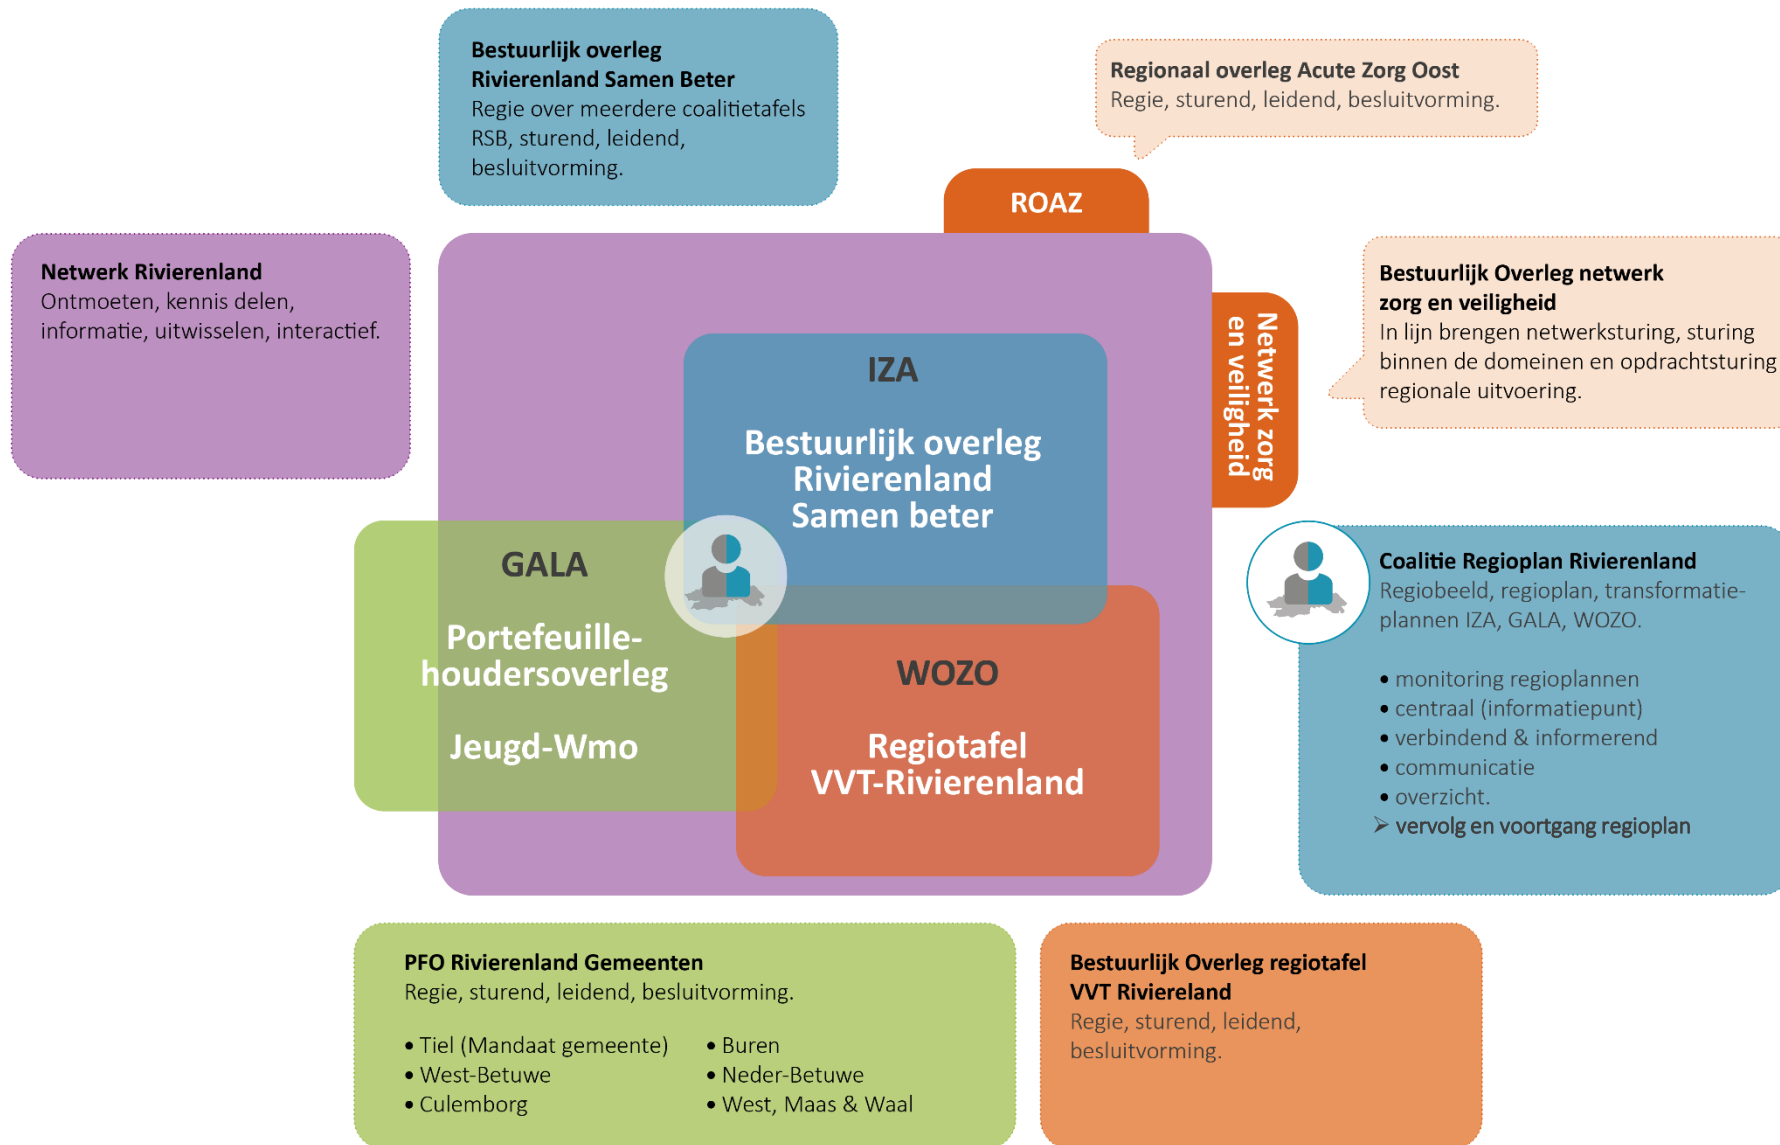 Bestuurlijk overleg
Rivierenland Samen Beter
Regie over meerdere coalitietafels
RSB, sturend, leidend,
besluitvorming.
Regionaal overleg Acute Zorg Oost
Regie, sturend, leidend, besluitvorming.
ROAZ
Netwerk Rivierenland
Ontmoeten, kennis delen,
informatie, uitwisselen, interactief.
Bestuurlijk Overleg netwerk
zorg en veiligheid
In lijn brengen netwerksturing, sturing
binnen de domeinen en opdrachtsturing
regionale uitvoering.
Netwerk zorg
en veiligheid
IZA
Bestuurlijk overleg
Rivierenland
Samen beter
GALA
Portefeuille-
houdersoverleg
Jeugd-Wmo
WOZO
Regiotafel
VVT-Rivierenland
Coalitie Regioplan Rivierenland
Regiobeeld, regioplan, transformatie-
plannen IZA, GALA, WOZO.
• monitoring regioplannen
• centraal (informatiepunt)
• verbindend & informerend
• communicatie
• overzicht.
➢ vervolg en voortgang regioplan
PFO Rivierenland Gemeenten
Regie, sturend, leidend, besluitvorming.
• Tiel (Mandaat gemeente)
• West-Betuwe
• Culemborg
• Buren
• Neder-Betuwe
• West, Maas & Waal
Bestuurlijk Overleg regiotafel
VVT Riviereland
Regie, sturend, leidend,
besluitvorming.